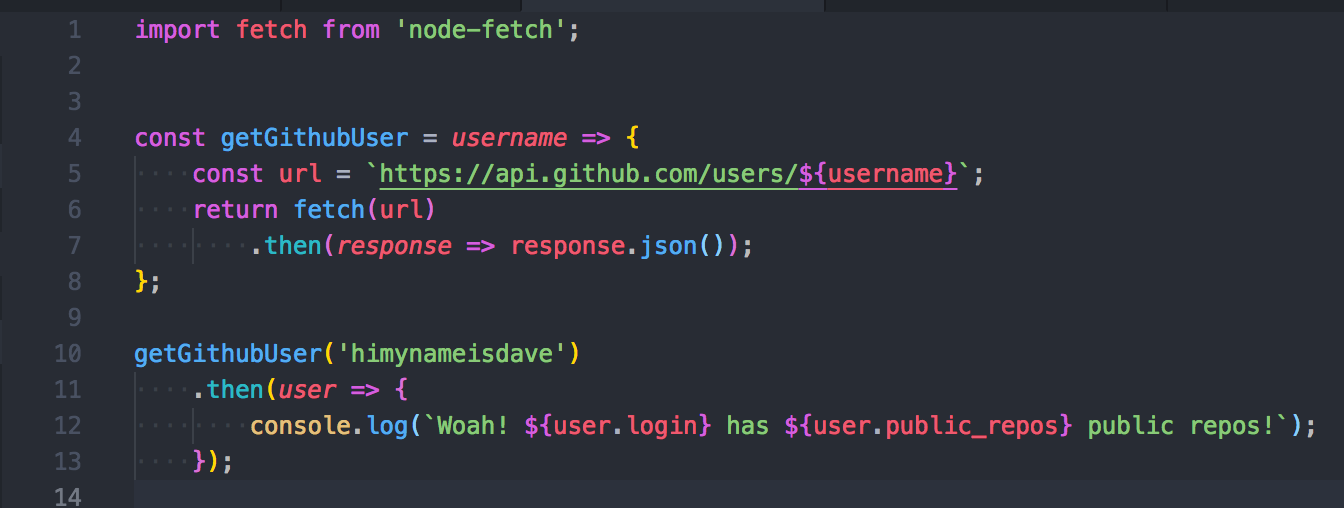 1 import fetch from 'node-fetch';
2
3
4 const getGithubUser = username => {
5 const url = `https://api.github.com/users/${username}`;
6 return fetch(url)
7 .then(response => response.json());
8 };
9
10 getGithubUser('himynameisdave')
11 .then(user => {
12 console.log(`Woah! ${user.login} has ${user.public_repos} public repos!`);
13 });
14